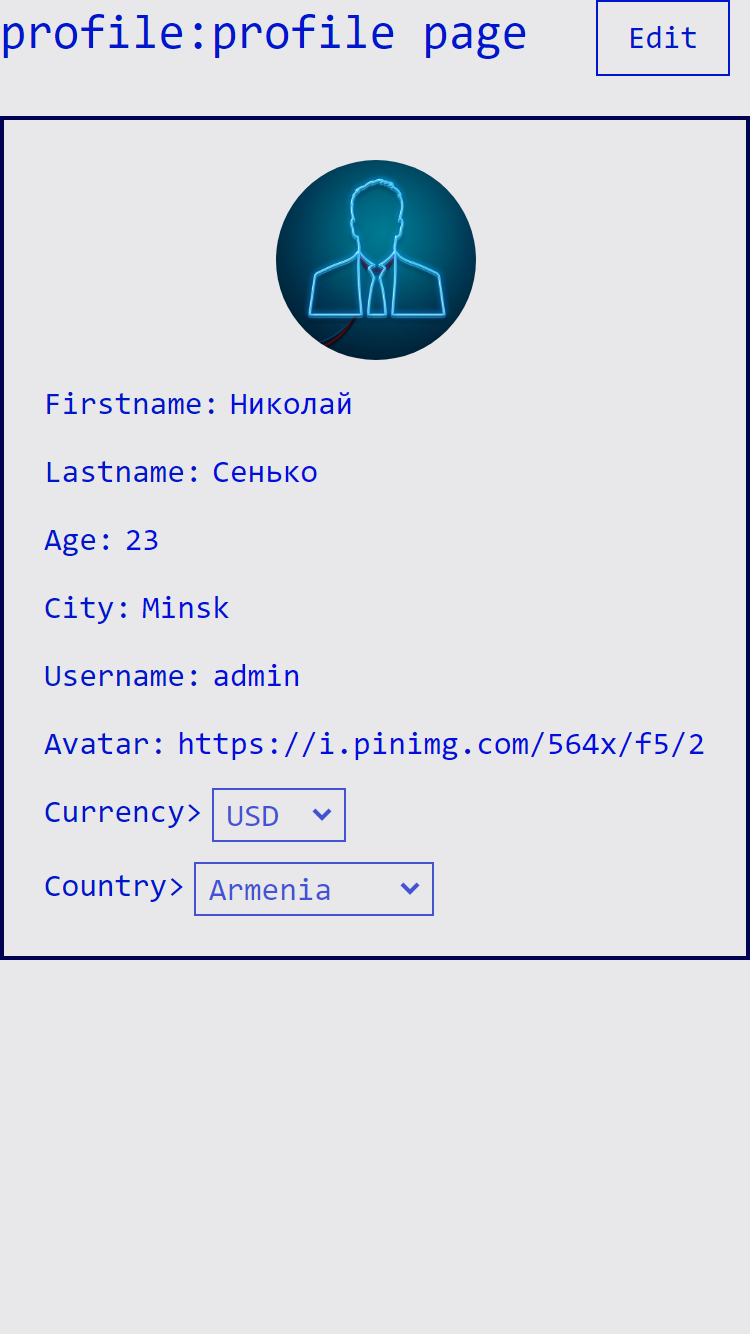 profile:profile page
Edit
Firstname: Николай
Lastname: Сенько
Age: 23
City: Minsk
Username: admin
Avatar: https://i.pinimg.com/564x/f5/2
Currency> USD
Country> Armenia